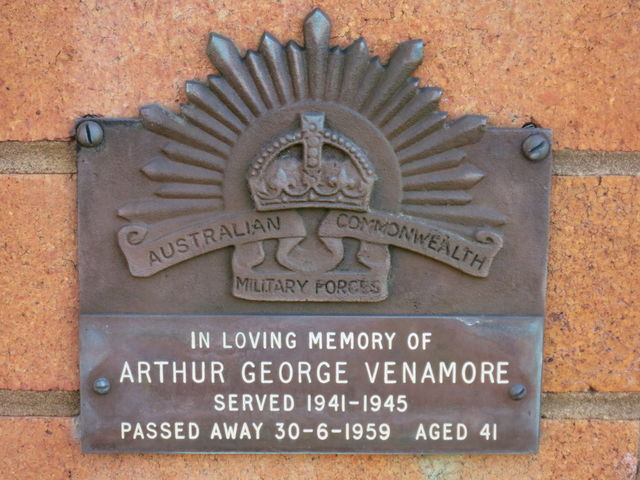 AUSTRALIAN COMMONWEALTH
MILITARY FORCES
IN LOVING MEMORY OF
ARTHUR GEORGE VENAMORE
SERVED 1941-1945
PASSED AWAY 30-6-1959 AGED 41